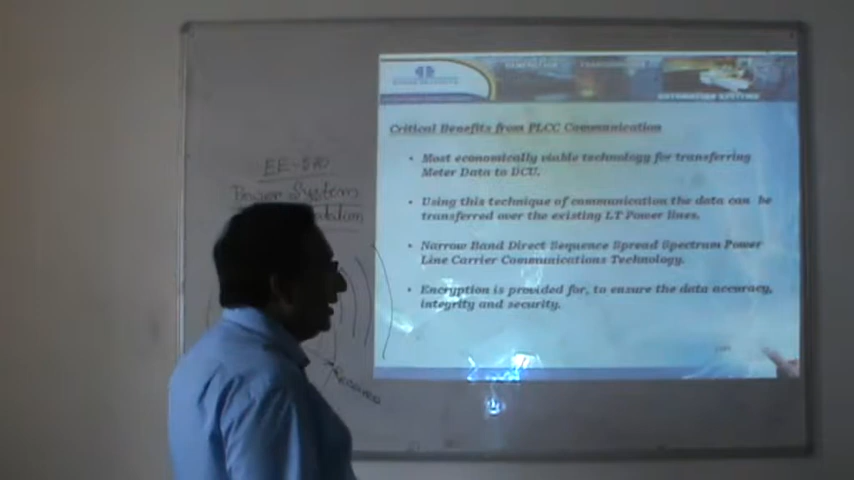 EE-
Power System
GENERATION
AUTOMATION SYSTEMS
Critical Benefits from PLCC Communication
• Most economically viable technology for transferring
Meter Data to DCU.
• Using this technique of communication the data can be
transferred over the existing LT Power lines.
• Narrow Band Direct Sequence Spread Spectrum Power
Line Carrier Communications Technology.
• Encryption is provided for, to ensure the data accuracy,
integrity and security.